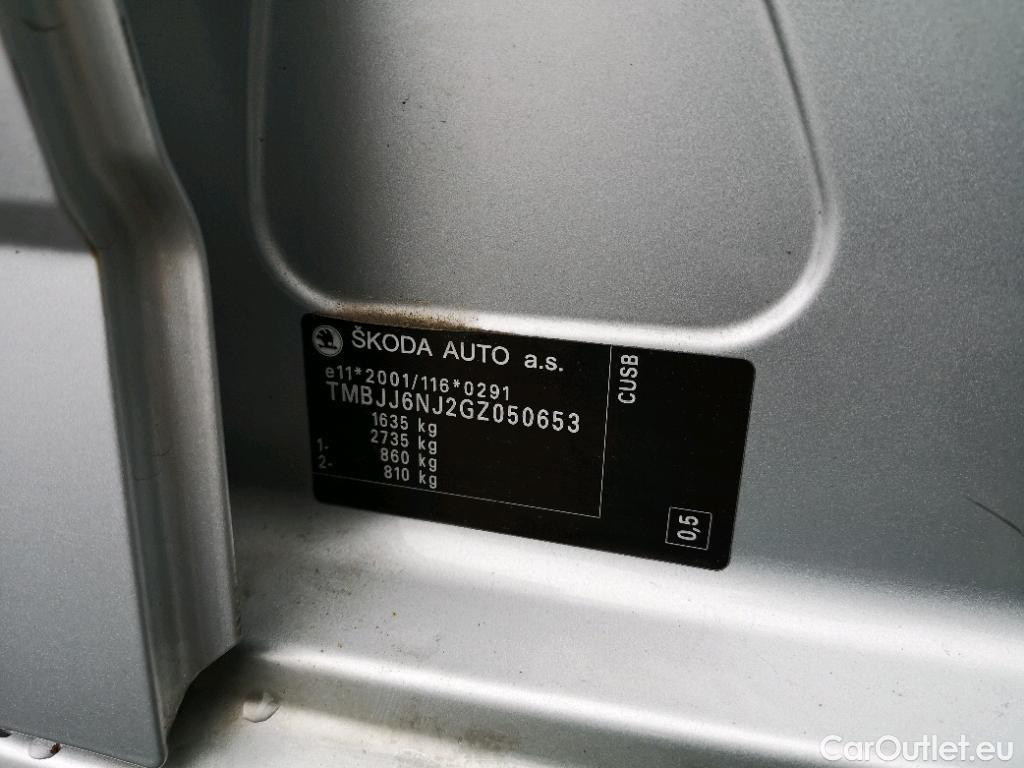 ŠKODA AUTO a.s.
e11*2001/116*0291
TMBJJ6NJ2GZ050653
1635 kg
2735 kg
1- 860 kg
2- 810 kg
CUSB
0,5
CarOutlet.eu